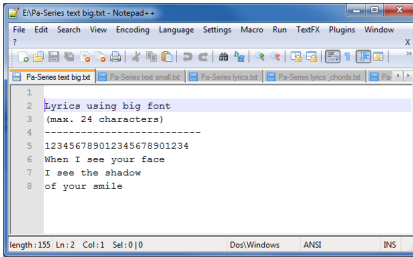 E:\Pa-Series text big.txt - Notepad++
File Edit Search View Encoding Language Settings Macro Run TextFX Plugins Window
? X
Pa-Series text big.txt Pa-Series text small.txt Pa-Series lyrics.txt Pa-Series lyrics_chords.txt Pa-
1
2 Lyrics using big font
3 (max. 24 characters)
4 ----------------------------
5 123456789012345678901234
6 When I see your face
7 I see the shadow
8 of your smile
length : 155 Ln : 2 Col : 1 Sel : 0 | 0 Dos\Windows ANSI INS